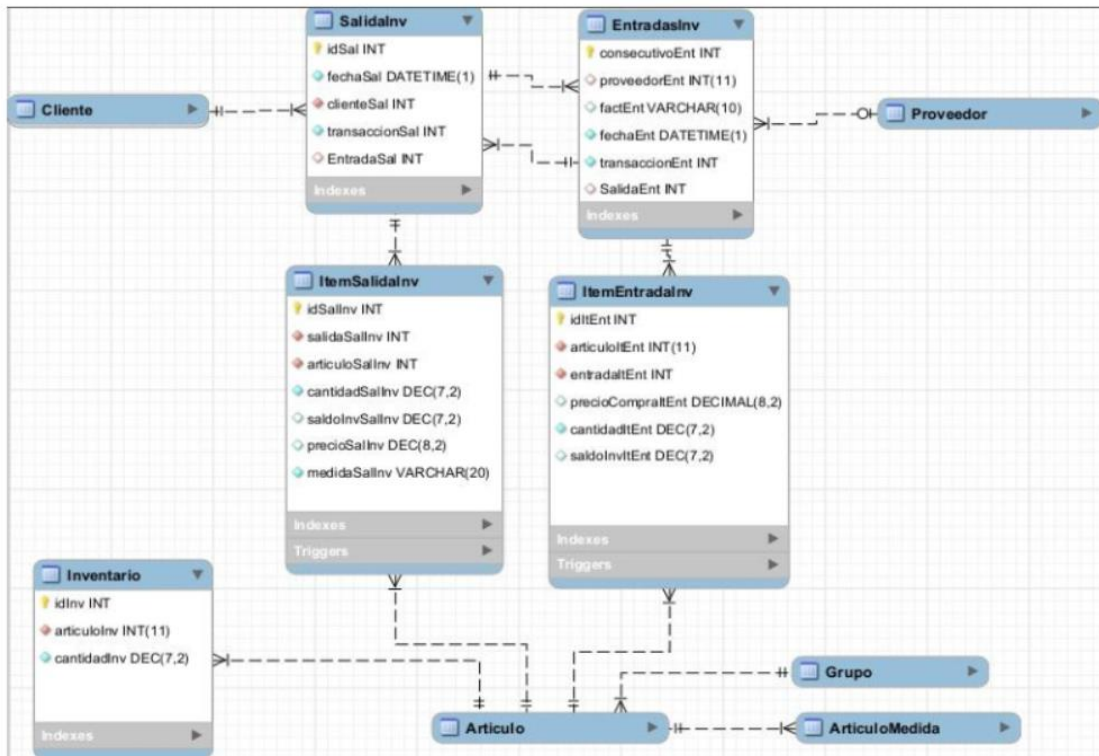 SalidaInv
idSal INT
fechaSal DATETIME(1)
clienteSal INT
transaccionSal INT
EntradaSal INT
Indexes
EntradasInv
consecutivoEnt INT
proveedorEnt INT(11)
factEnt VARCHAR(10)
fechaEnt DATETIME(1)
transaccionEnt INT
SalidaEnt INT
Indexes
Cliente
Proveedor
ItemSalidaInv
idSalInv INT
salidaSalInv INT
articuloSalInv INT
cantidadSalInv DEC(7,2)
saldoInvSalInv DEC(7,2)
precioSalInv DEC(8,2)
medidaSalInv VARCHAR(20)
Indexes
Triggers
ItemEntradaInv
idItEnt INT
articuloItEnt INT(11)
entradaItEnt INT
precioCompraItEnt DECIMAL(8,2)
cantidadItEnt DEC(7,2)
saldoInvItEnt DEC(7,2)
Indexes
Triggers
Inventario
idInv INT
articuloInv INT(11)
cantidadInv DEC(7,2)
Indexes
Grupo
Articulo
ArticuloMedida